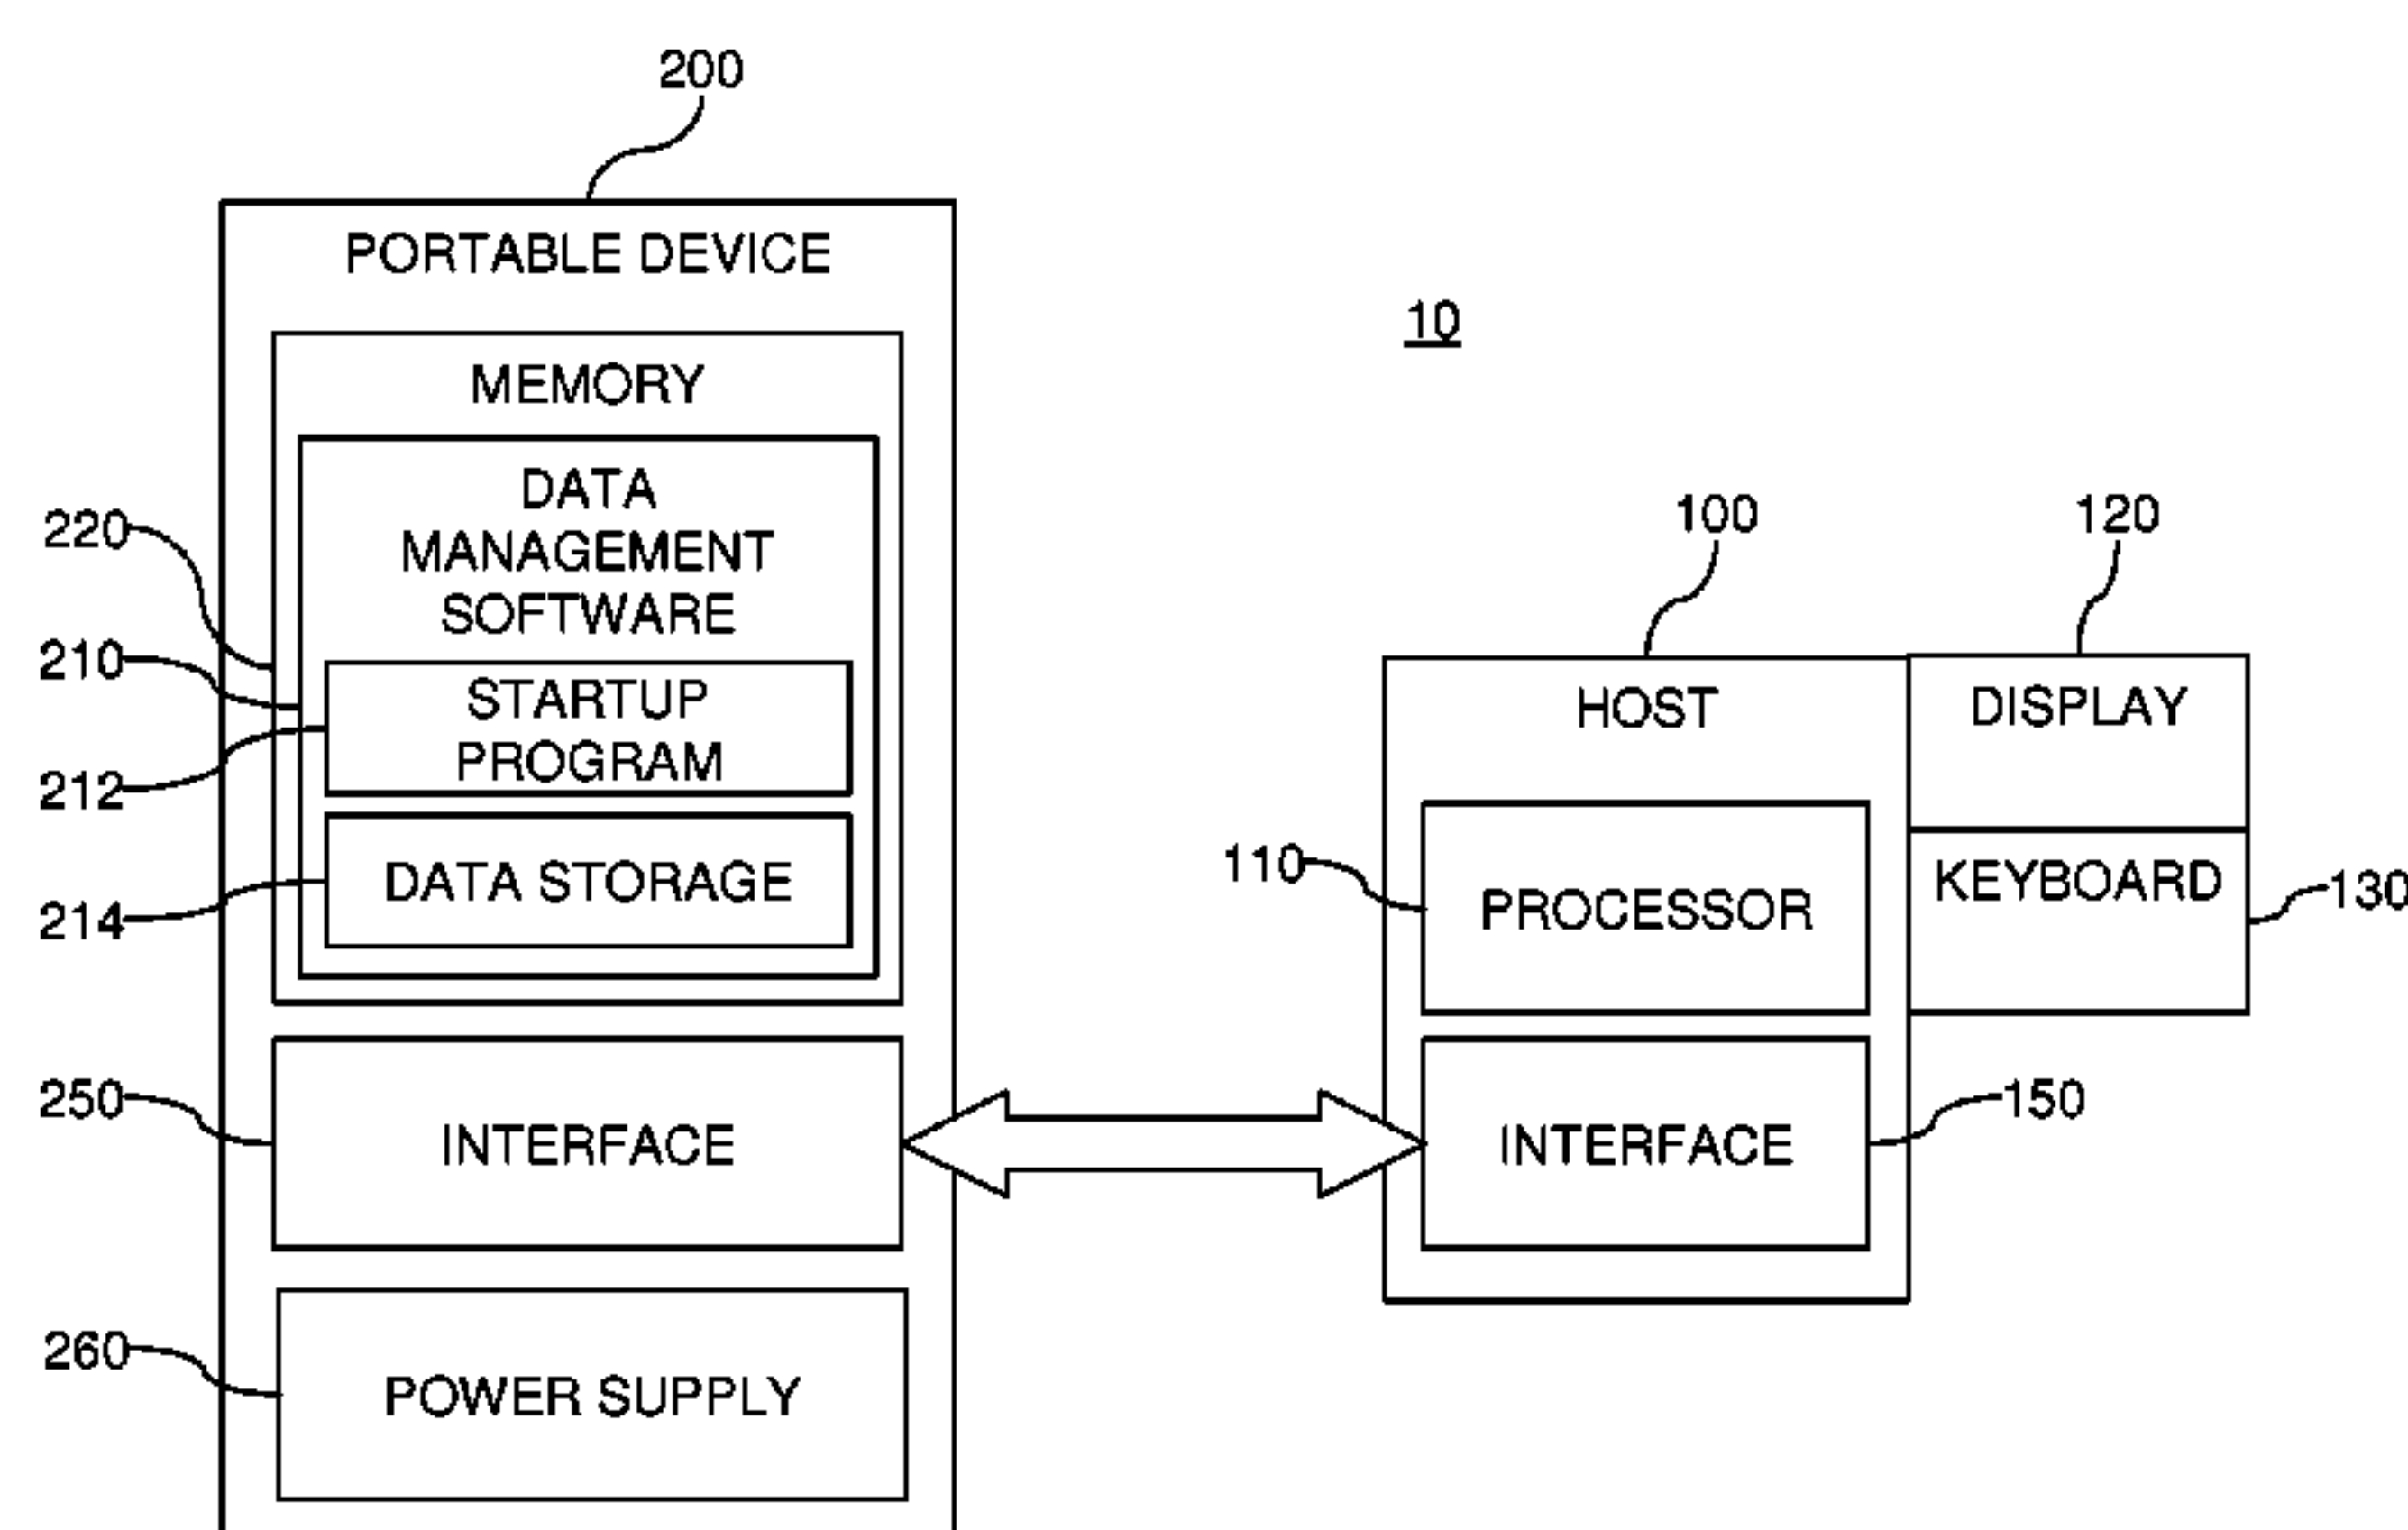 200
PORTABLE DEVICE
10
MEMORY
DATA
MANAGEMENT
SOFTWARE
220
100
120
210
STARTUP
PROGRAM
HOST
DISPLAY
212
214
DATA STORAGE
110
PROCESSOR
KEYBOARD
130
250
INTERFACE
INTERFACE
150
260
POWER SUPPLY